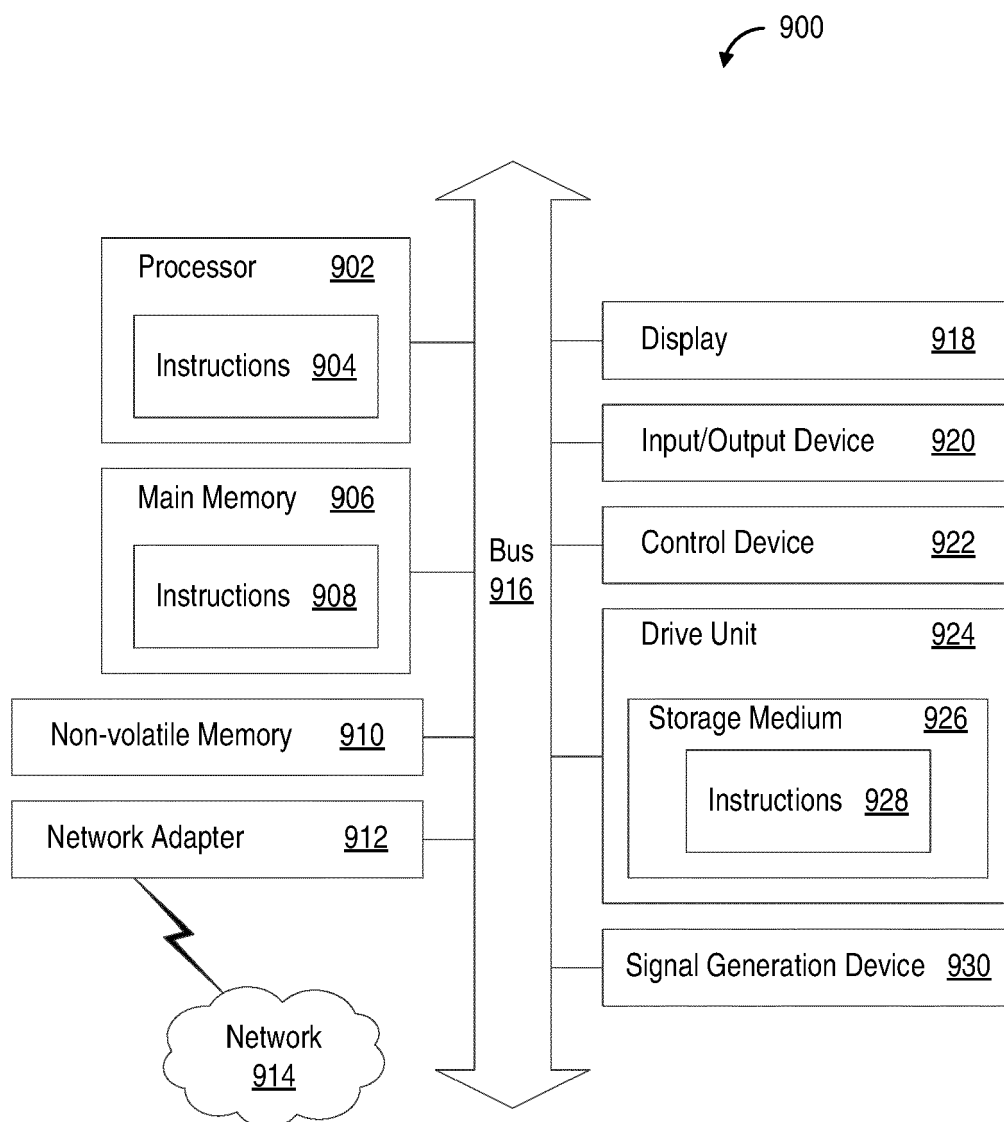 900
Processor 902
Instructions 904
Main Memory 906
Instructions 908
Non-volatile Memory 910
Network Adapter 912
Network
914
Bus
916
Display 918
Input/Output Device 920
Control Device 922
Drive Unit 924
Storage Medium 926
Instructions 928
Signal Generation Device 930